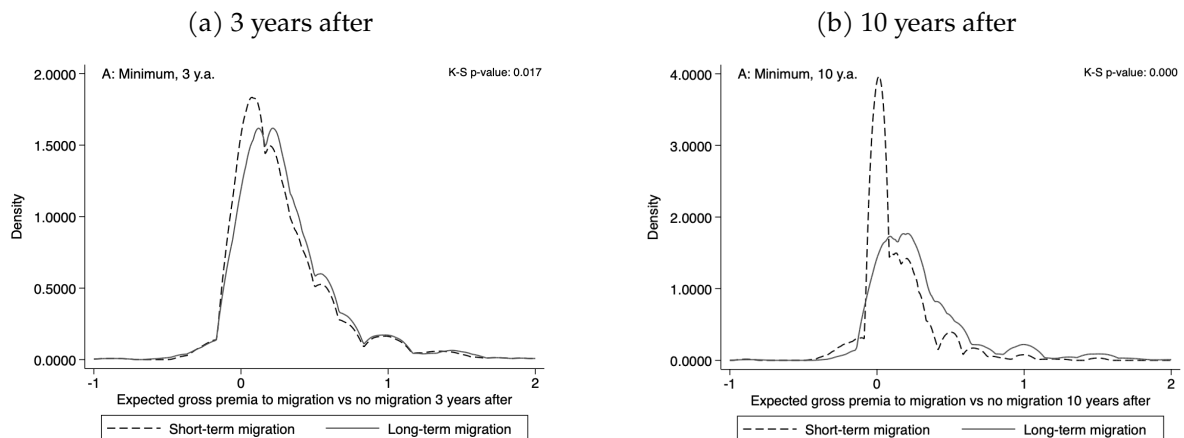 (a) 3 years after
A: Minimum, 3 y.a.
K-S p-value: 0.017
2.0000
1.5000
1.0000
0.5000
0.0000
Density
-1
0
1
2
Expected gross premia to migration vs no migration 3 years after
Short-term migration
Long-term migration
(b) 10 years after
A: Minimum, 10 y.a.
K-S p-value: 0.000
4.0000
3.0000
2.0000
1.0000
0.0000
Density
-1
0
1
2
Expected gross premia to migration vs no migration 10 years after
Short-term migration
Long-term migration